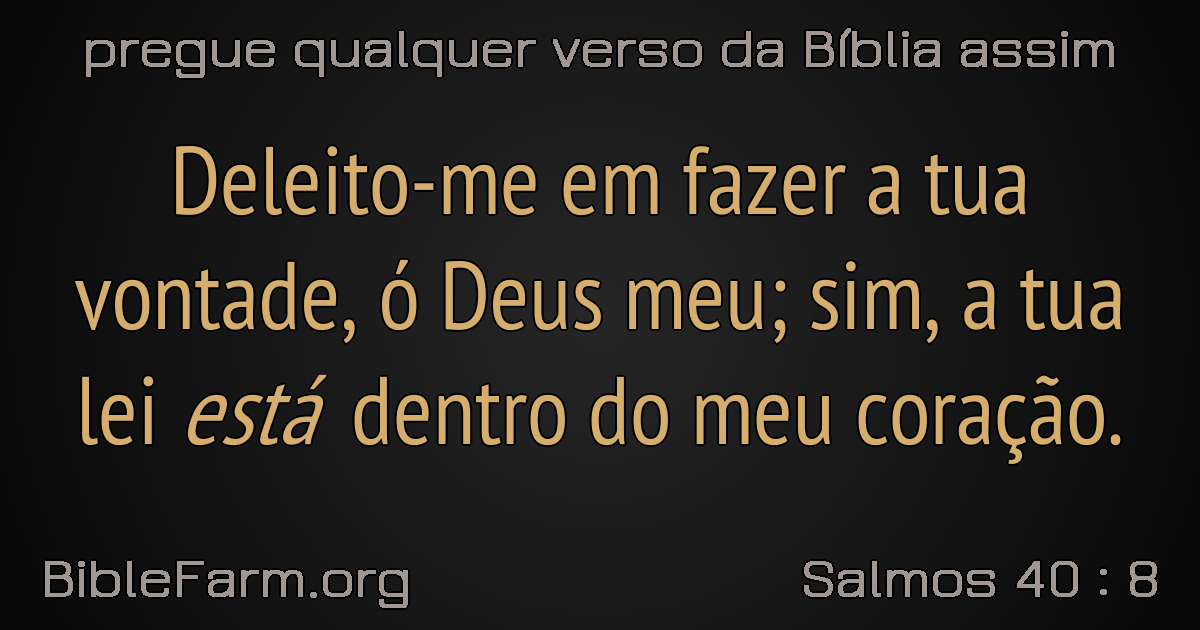 pregue qualquer verso da Bíblia assim
Deleito-me em fazer a tua
vontade, ó Deus meu; sim, a tua
lei está dentro do meu coração.
BibleFarm.org
Salmos 40 : 8